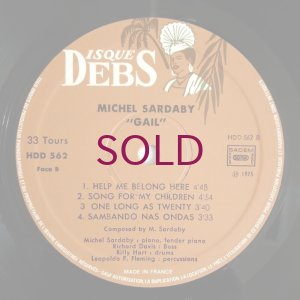 DISQUE
DEBS
MICHEL SARDABY
"GAIL"
SOLD
33 Tours
HDD 562
Face B
HDD 562 B
SACEM
℗ 1975
1. HELP ME BELONG HERE 4'45
2. SONG FOR MY CHILDREN 4'54
3. ONE LONG AS TWENTY 3'40
4. SAMBANDO NAS ONDAS 3'33
Composed by M. Sardaby
Michel Sardaby : piano, fender piano
Richard Davis : Bass
Billy Hart : drums
Leopoldo F. Fleming : percussions
MADE IN FRANCE